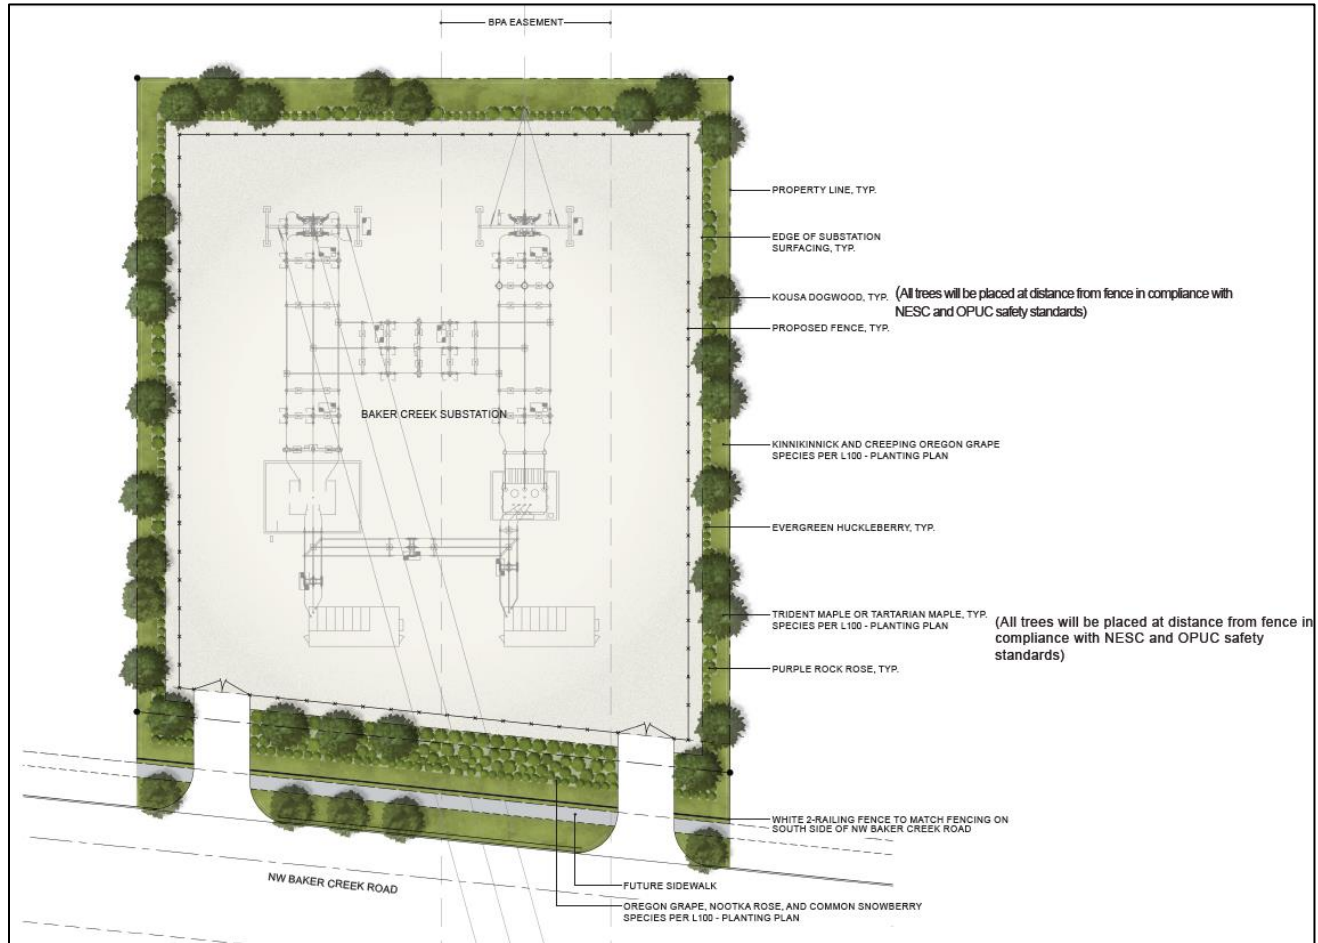 BPA EASEMENT
PROPERTY LINE, TYP.
EDGE OF SUBSTATION
SURFACING, TYP.
KOUSA DOGWOOD, TYP.
(All trees will be placed at distance from fence in compliance with
NESC and OPUC safety standards)
PROPOSED FENCE, TYP.
BAKER CREEK SUBSTATION
KINNIKINNICK AND CREEPING OREGON GRAPE
SPECIES PER L100 - PLANTING PLAN
EVERGREEN HUCKLEBERRY, TYP.
TRIDENT MAPLE OR TARTARIAN MAPLE, TYP.
SPECIES PER L100 - PLANTING PLAN
(All trees will be placed at distance from fence in
compliance with NESC and OPUC safety
standards)
PURPLE ROCK ROSE, TYP.
WHITE 2-RAILING FENCE TO MATCH FENCING ON
SOUTH SIDE OF NW BAKER CREEK ROAD
NW BAKER CREEK ROAD
FUTURE SIDEWALK
OREGON GRAPE, NOOTKA ROSE, AND COMMON SNOWBERRY
SPECIES PER L100 - PLANTING PLAN